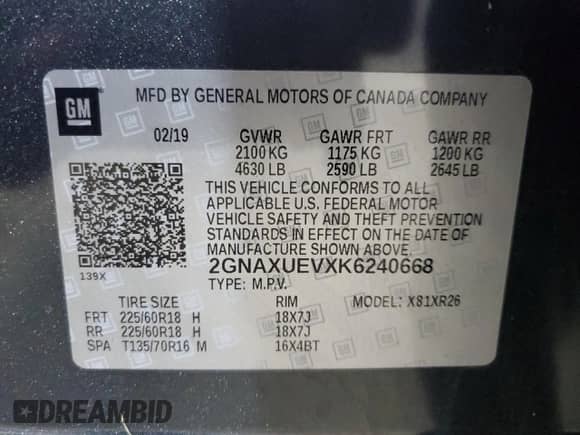 GM
MFD BY GENERAL MOTORS OF CANADA COMPANY
02/19 GVWR GAWR FRT GAWR RR
2100 KG 1175 KG 1200 KG
4630 LB 2590 LB 2645 LB
THIS VEHICLE CONFORMS TO ALL
APPLICABLE U.S. FEDERAL MOTOR
VEHICLE SAFETY AND THEFT PREVENTION
STANDARDS IN EFFECT ON THE DATE OF
MANUFACTURE SHOWN ABOVE.
139X 2GNAXUEVXK6240668
TYPE: M.P.V.
TIRE SIZE RIM MODEL: X81XR26
FRT 225/60R18 H 18X7J
RR 225/60R18 H 18X7J
SPA T135/70R16 M 16X4BT
DREAMBID